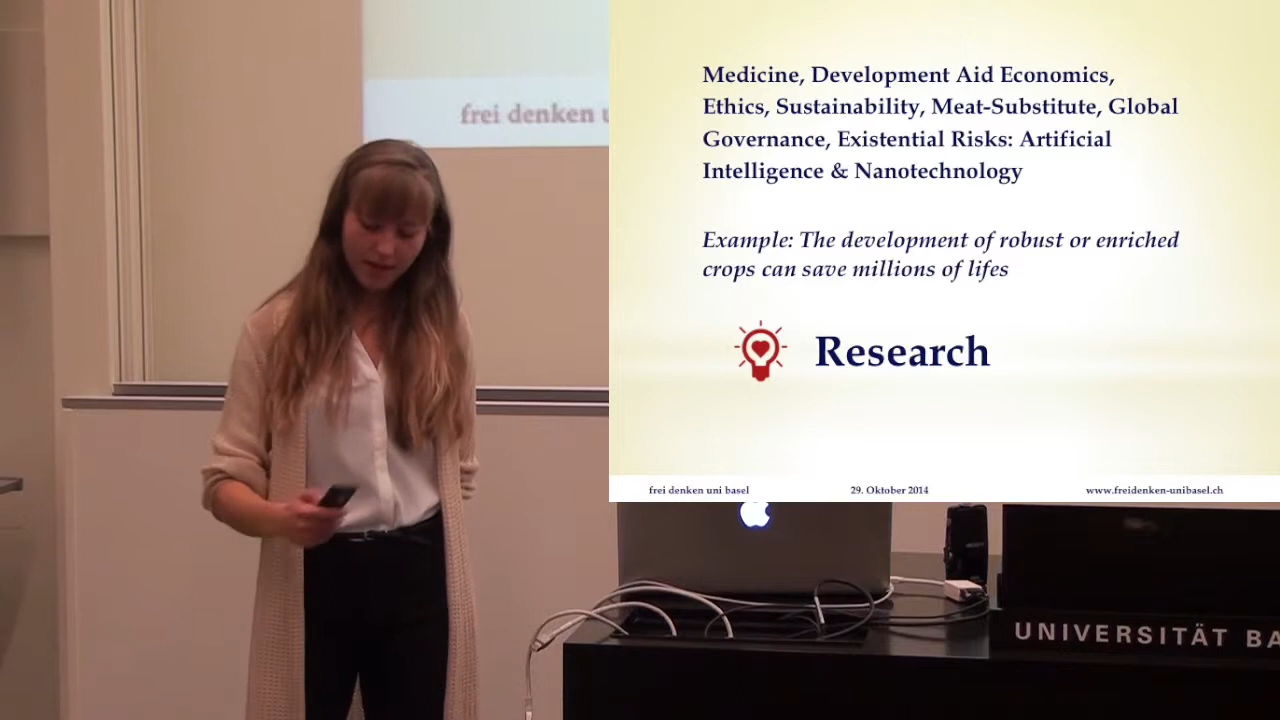 frei denken
Medicine, Development Aid Economics,
Ethics, Sustainability, Meat-Substitute, Global
Governance, Existential Risks: Artificial
Intelligence & Nanotechnology
Example: The development of robust or enriched
crops can save millions of lifes
Research
frei denken uni basel 29. Oktober 2014 www.freidenken-unibasel.ch
UNIVERSITÄT BA